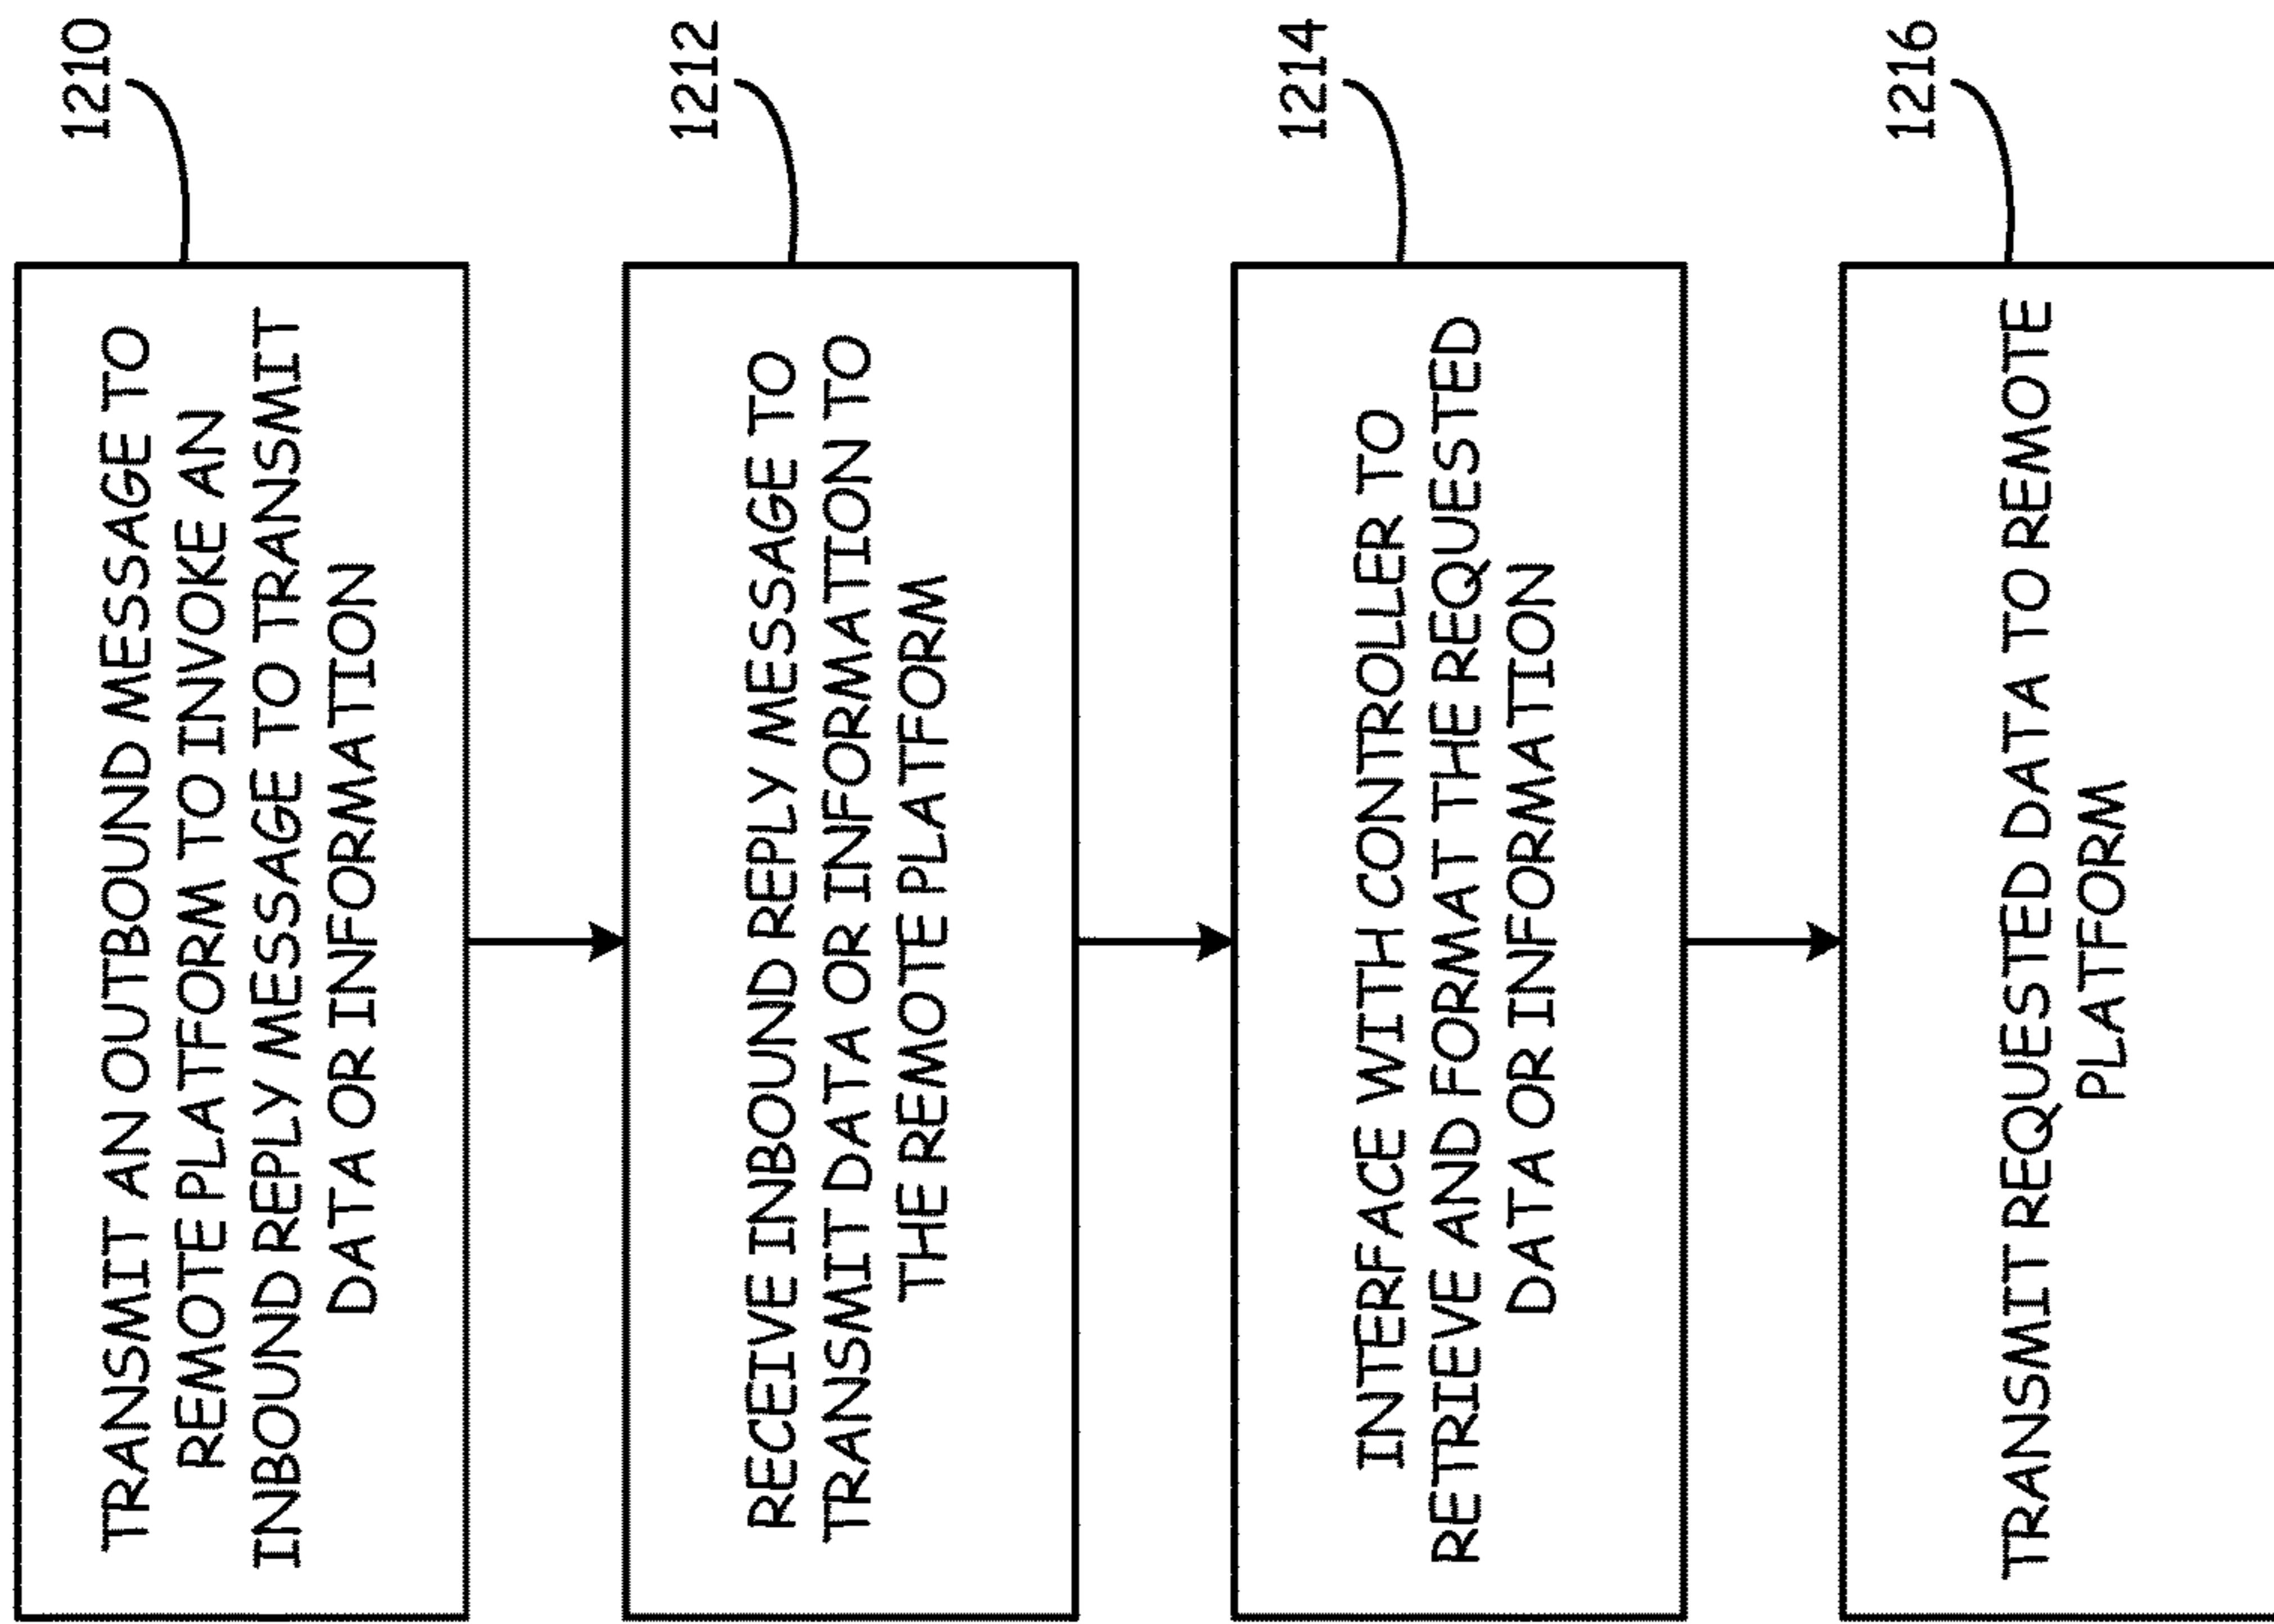 1210
TRANSMIT AN OUTBOUND MESSAGE TO
REMOTE PLATFORM TO INVOKE AN
INBOUND REPLY MESSAGE TO TRANSMIT
DATA OR INFORMATION
1212
RECEIVE INBOUND REPLY MESSAGE TO
TRANSMIT DATA OR INFORMATION TO
THE REMOTE PLATFORM
1214
INTERFACE WITH CONTROLLER TO
RETRIEVE AND FORMAT THE REQUESTED
DATA OR INFORMATION
1216
TRANSMIT REQUESTED DATA TO REMOTE
PLATFORM